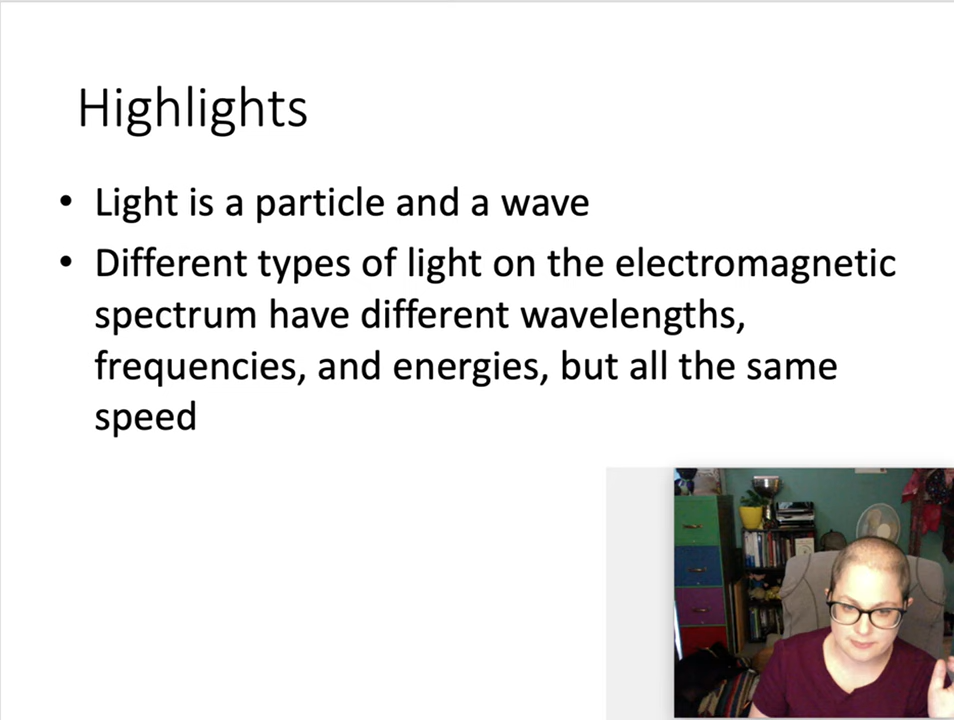 Highlights
• Light is a particle and a wave
• Different types of light on the electromagnetic
spectrum have different wavelengths,
frequencies, and energies, but all the same
speed